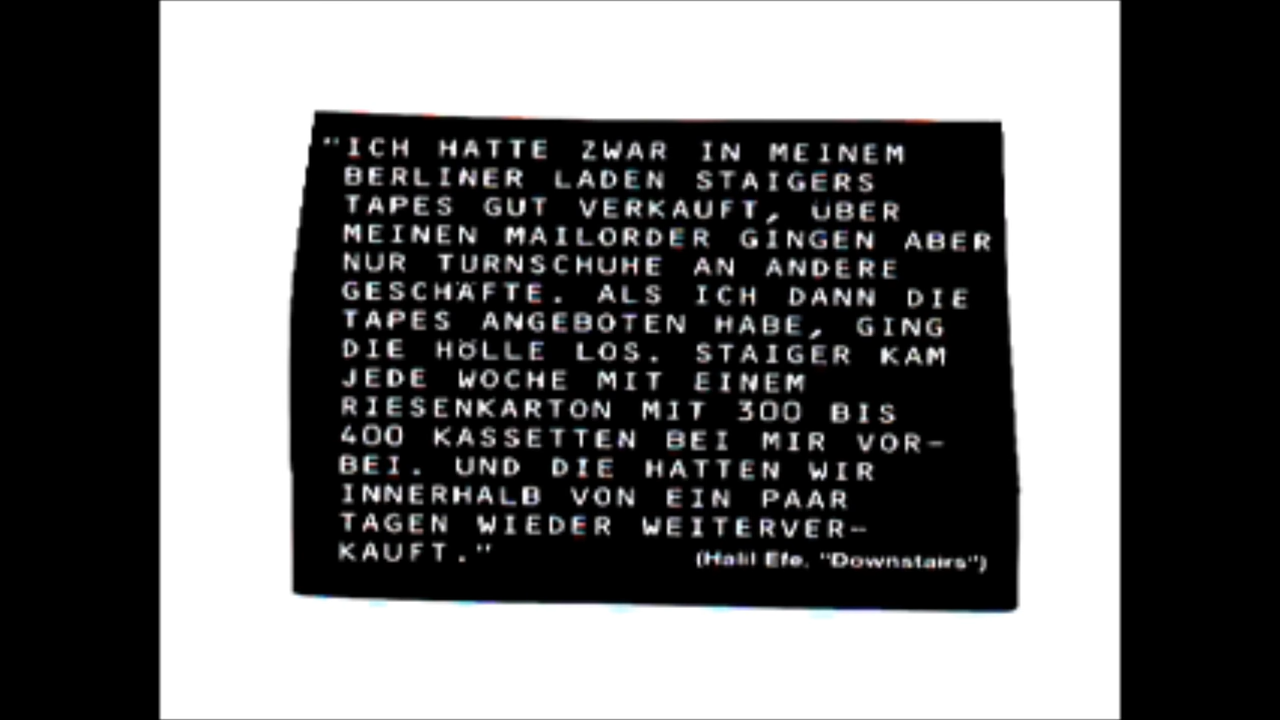 "ICH HATTE ZWAR IN MEINEM
BERLINER LADEN STAIGERS
TAPES GUT VERKAUFT, ÜBER
MEINEN MAILORDER GINGEN ABER
NUR TURNSCHUHE AN ANDERE
GESCHÄFTE. ALS ICH DANN DIE
TAPES ANGEBOTEN HABE, GING
DIE HÖLLE LOS. STAIGER KAM
JEDE WOCHE MIT EINEM
RIESENKARTON MIT 300 BIS
400 KASSETTEN BEI MIR VOR-
BEI. UND DIE HATTEN WIR
INNERHALB VON EIN PAAR
TAGEN WIEDER WEITERVER-
KAUFT." (Halil Efe, "Downstairs")